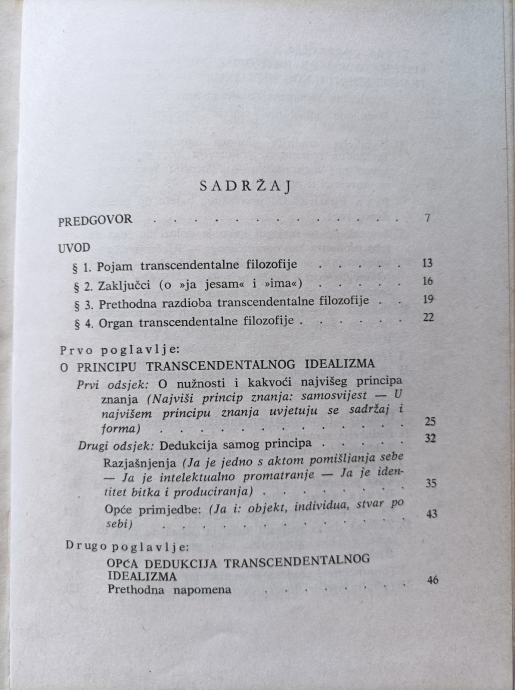 SADRŽAJ
PREDGOVOR . . . . . . . . . . . . . 7
UVOD
§ 1. Pojam transcendentalne filozofije . . . . . 13
§ 2. Zaključci (o »ja jesam« i »ima«) . . . . . 16
§ 3. Prethodna razdioba transcendentalne filozofije . . 19
§ 4. Organ transcendentalne filozofije . . . . . . 22
Prvo poglavlje:
O PRINCIPU TRANSCENDENTALNOG IDEALIZMA
Prvi odsjek: O nužnosti i kakvoći najvišeg principa
znanja (Najviši princip znanja: samosvijest — U
najvišem principu znanja uvjetuju se sadržaj i
forma) . . . . . . . . . . . . . 25
Drugi odsjek: Dedukcija samog principa . . . . . 32
Razjašnjenja (Ja je jedno s aktom pomišljanja sebe
— Ja je intelektualno promatranje — Ja je iden-
titet bitka i produciranja) . . . . . . . 35
Opće primjedbe: (Ja i: objekt, individua, stvar po
sebi) . . . . . . . . . . . . 43
Drugo poglavlje:
OPĆA DEDUKCIJA TRANSCENDENTALNOG
IDEALIZMA
Prethodna napomena . . . . . . . 46